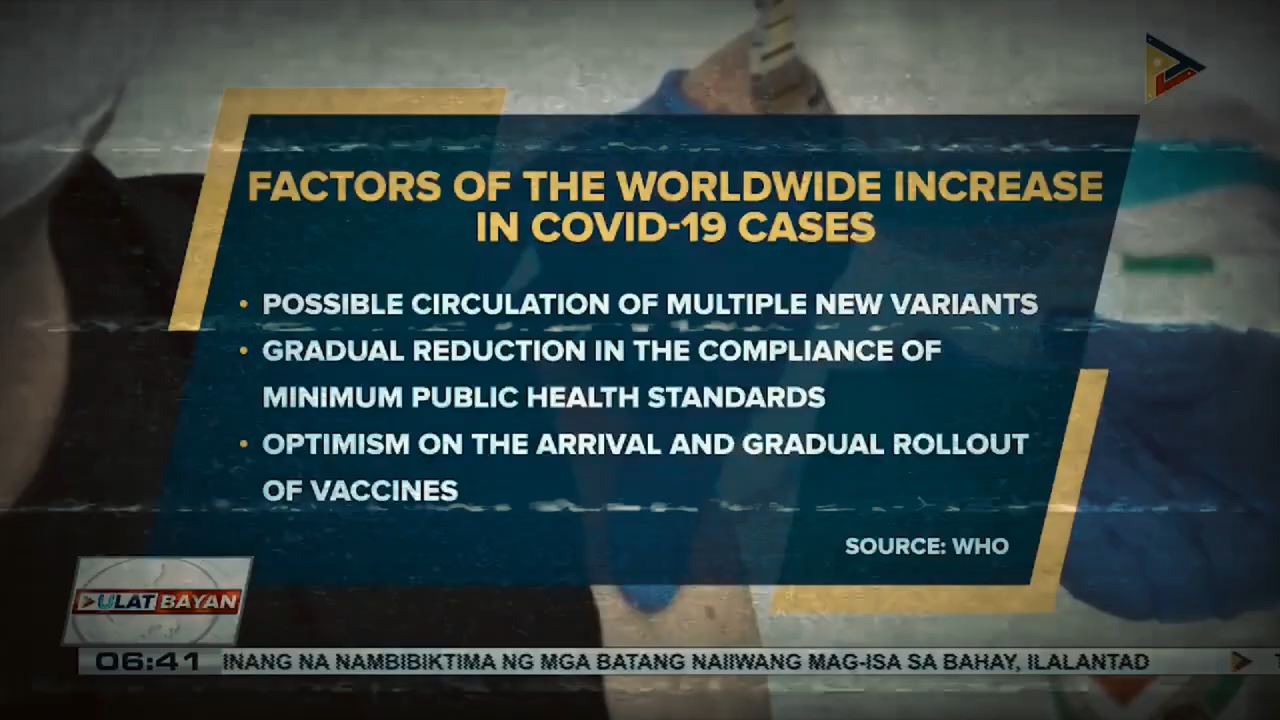 FACTORS OF THE WORLDWIDE INCREASE
IN COVID-19 CASES
• POSSIBLE CIRCULATION OF MULTIPLE NEW VARIANTS
• GRADUAL REDUCTION IN THE COMPLIANCE OF
MINIMUM PUBLIC HEALTH STANDARDS
• OPTIMISM ON THE ARRIVAL AND GRADUAL ROLLOUT
OF VACCINES
SOURCE: WHO
ULAT BAYAN
06:41 INANG NA NAMBIBIKTIMA NG MGA BATANG NAIIWANG MAG-ISA SA BAHAY, ILALANTAD